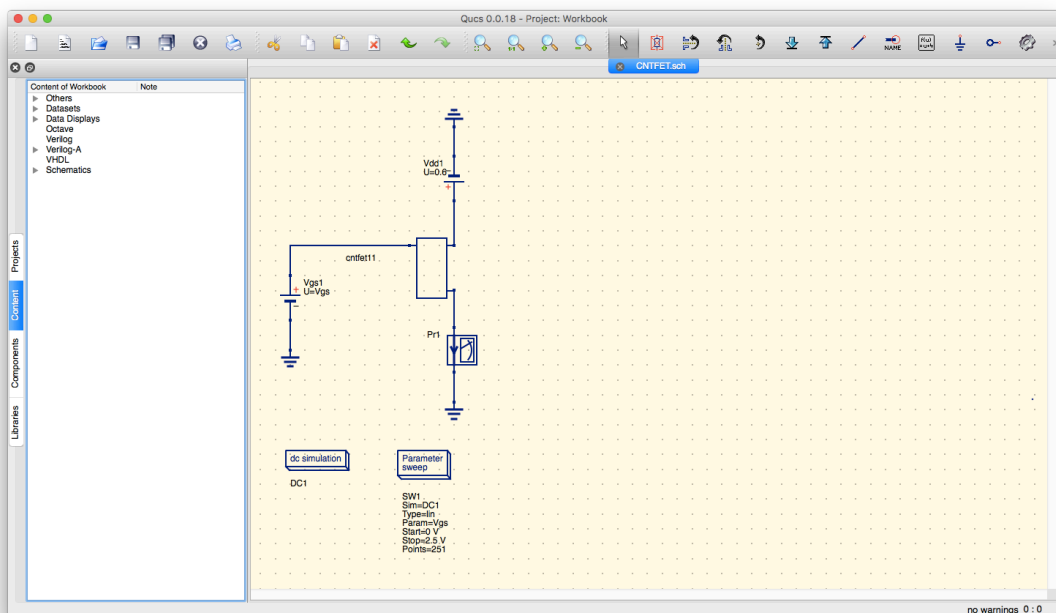 Qucs 0.0.18 - Project: Workbook
NAME
CNTFET.sch
Content of Workbook Note
Others
Datasets
Data Displays
Octave
Verilog
Verilog-A
VHDL
Schematics
Projects
Content
Components
Libraries
Vdd1
U=0.6
cntfet11
Vgs1
U=Vgs
Pr1
dc simulation
DC1
Parameter
sweep
SW1
Sim=DC1
Type=lin
Param=Vgs
Start=0 V
Stop=2.5 V
Points=251
no warnings 0 : 0